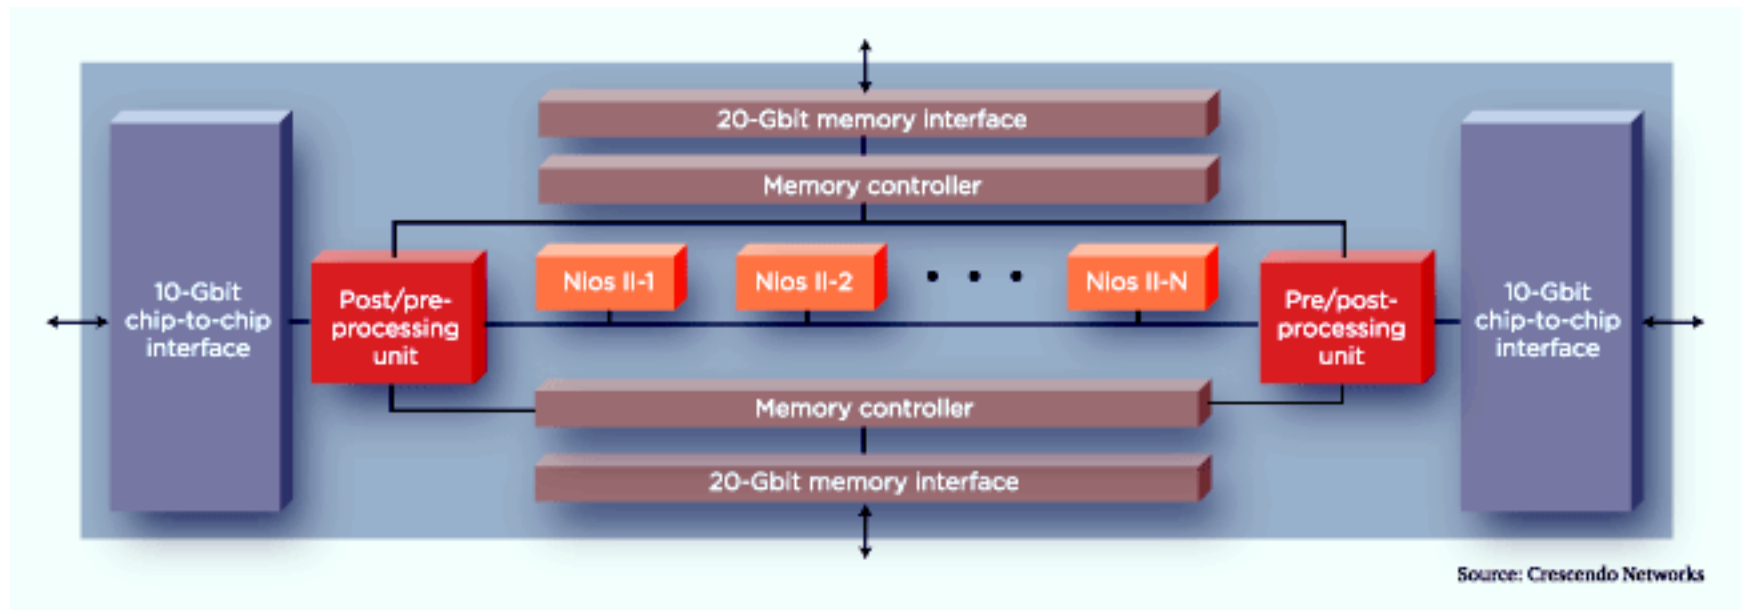 20-Gbit memory interface
Memory controller
10-Gbit
chip-to-chip
interface
Post/pre-
processing
unit
Nios II-1
Nios II-2
• • •
Nios II-N
Pre/post-
processing
unit
10-Gbit
chip-to-chip
interface
Memory controller
20-Gbit memory interface
Source: Crescendo Networks